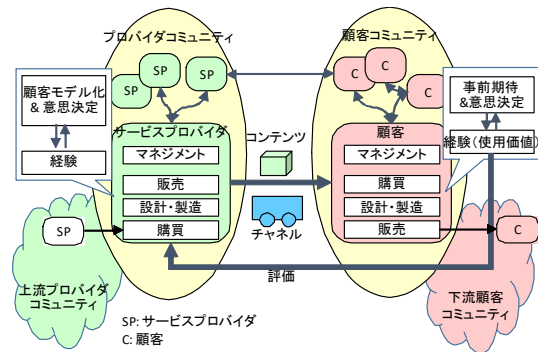 プロバイダコミュニティ
顧客コミュニティ
SP
SP
SP
C
C
C
顧客モデル化
& 意思決定
経験
事前期待
&意思決定
経験(使用価値)
サービスプロバイダ
マネジメント
販売
設計・製造
購買
コンテンツ
チャネル
顧客
マネジメント
購買
設計・製造
販売
SP
C
評価
上流プロバイダ
コミュニティ
下流顧客
コミュニティ
SP: サービスプロバイダ
C: 顧客